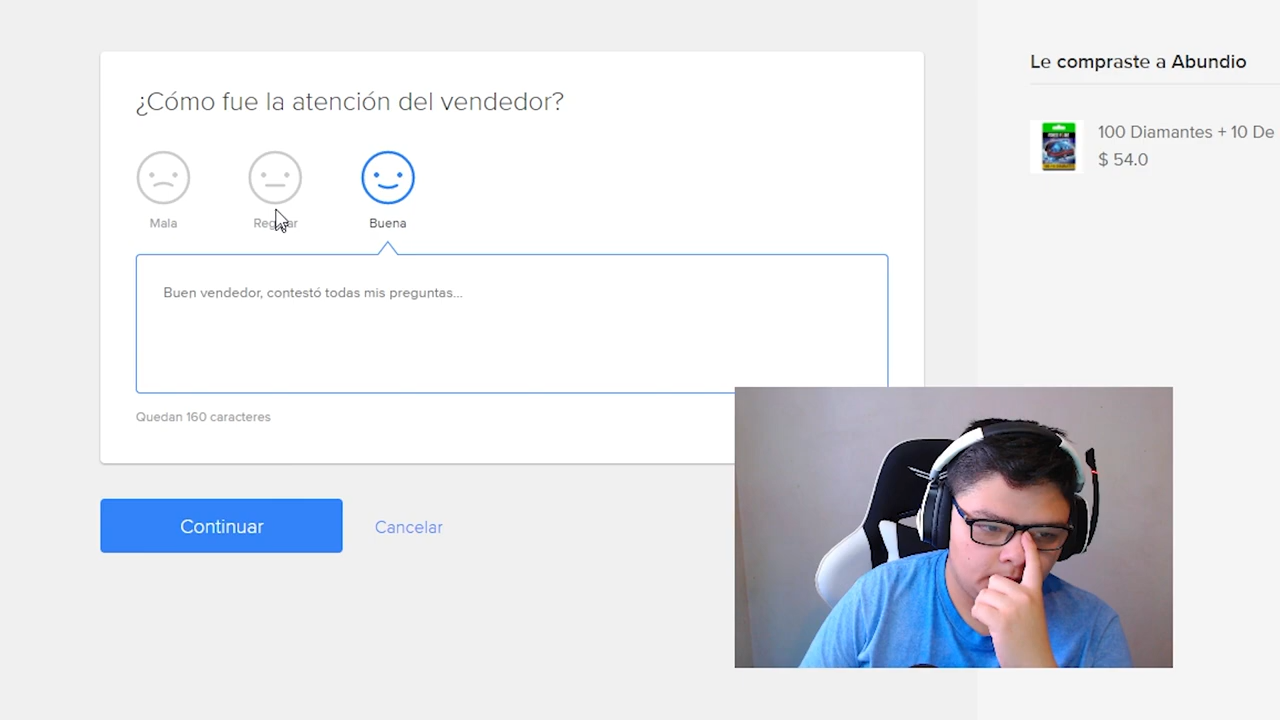 ¿Cómo fue la atención del vendedor?
Mala
Regular
Buena
Buen vendedor, contestó todas mis preguntas...
Quedan 160 caracteres
Continuar
Cancelar
Le compraste a Abundio
100 Diamantes + 10 De
$ 54.0